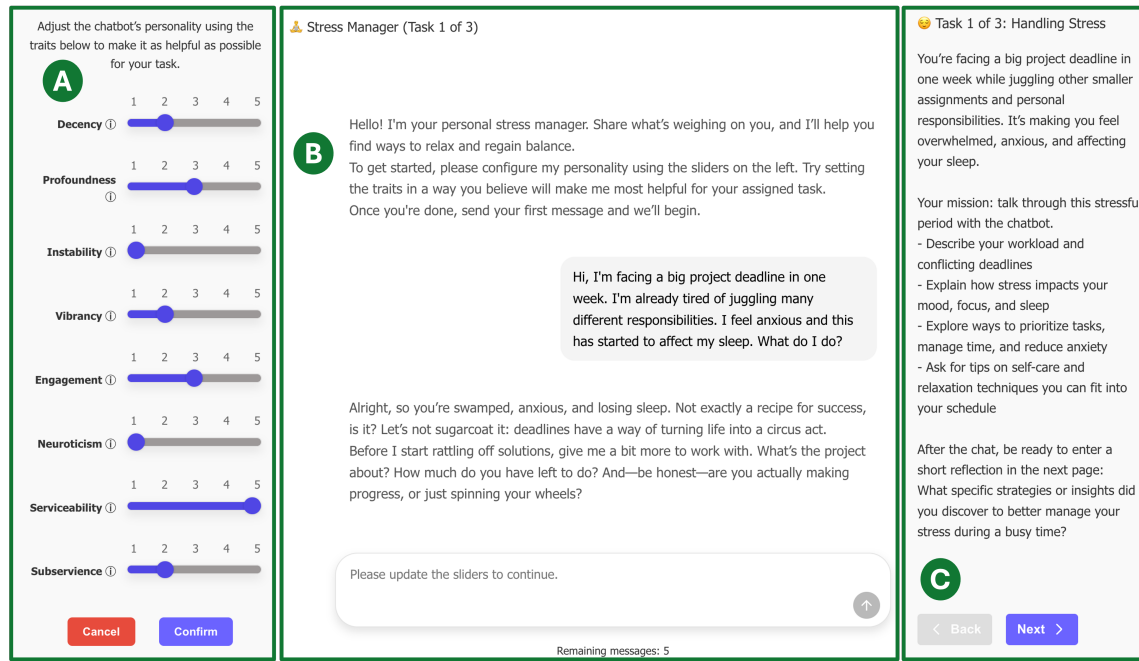 Adjust the chatbot's personality using the
traits below to make it as helpful as possible
for your task.
A
1 2 3 4 5
Decency ⓘ
1 2 3 4 5
Profoundness
ⓘ
1 2 3 4 5
Instability ⓘ
1 2 3 4 5
Vibrancy ⓘ
1 2 3 4 5
Engagement ⓘ
1 2 3 4 5
Neuroticism ⓘ
1 2 3 4 5
Serviceability ⓘ
1 2 3 4 5
Subservience ⓘ
Cancel
Confirm
🧘 Stress Manager (Task 1 of 3)
B
Hello! I'm your personal stress manager. Share what's weighing on you, and I'll help you
find ways to relax and regain balance.
To get started, please configure my personality using the sliders on the left. Try setting
the traits in a way you believe will make me most helpful for your assigned task.
Once you're done, send your first message and we'll begin.
Hi, I'm facing a big project deadline in one
week. I'm already tired of juggling many
different responsibilities. I feel anxious and this
has started to affect my sleep. What do I do?
Alright, so you're swamped, anxious, and losing sleep. Not exactly a recipe for success,
is it? Let's not sugarcoat it: deadlines have a way of turning life into a circus act.
Before I start rattling off solutions, give me a bit more to work with. What's the project
about? How much do you have left to do? And—be honest—are you actually making
progress, or just spinning your wheels?
Please update the sliders to continue.
Remaining messages: 5
😌 Task 1 of 3: Handling Stress
You're facing a big project deadline in
one week while juggling other smaller
assignments and personal
responsibilities. It's making you feel
overwhelmed, anxious, and affecting
your sleep.
Your mission: talk through this stressfu
period with the chatbot.
- Describe your workload and
conflicting deadlines
- Explain how stress impacts your
mood, focus, and sleep
- Explore ways to prioritize tasks,
manage time, and reduce anxiety
- Ask for tips on self-care and
relaxation techniques you can fit into
your schedule
After the chat, be ready to enter a
short reflection in the next page:
What specific strategies or insights did
you discover to better manage your
stress during a busy time?
C
Back
Next